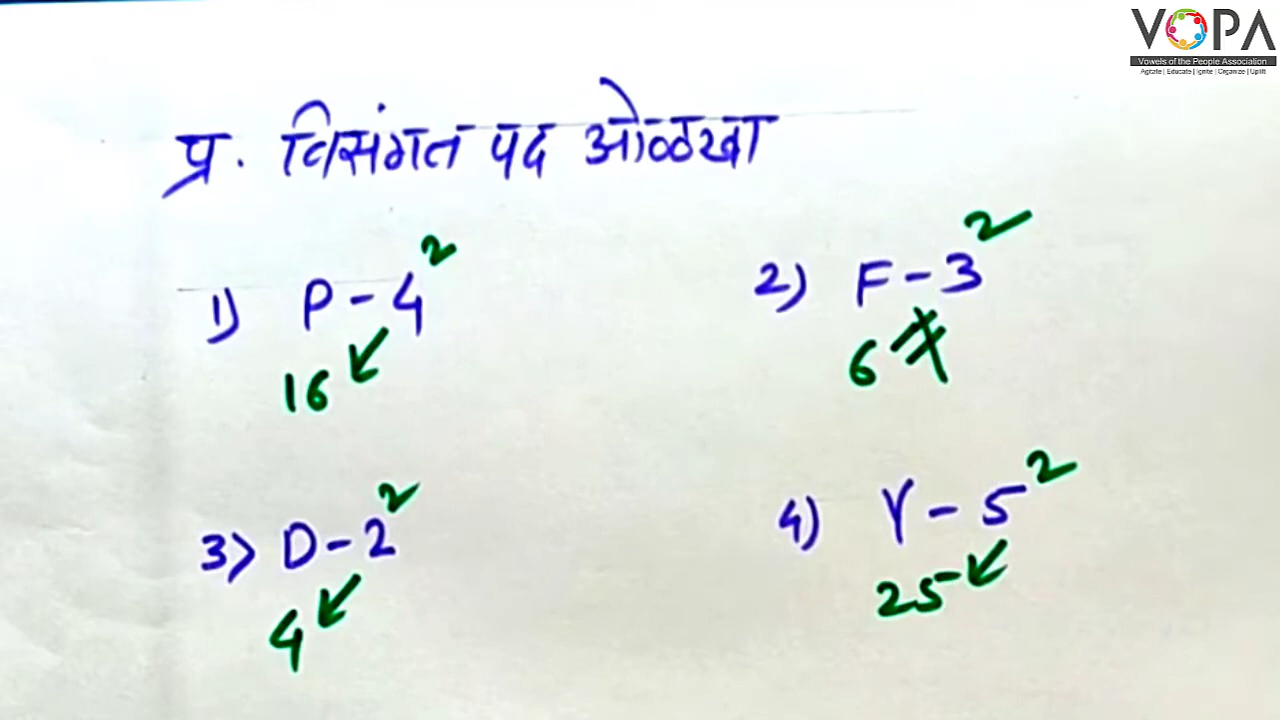 VOPA
Vowels of the People Association
Agitate | Educate | Ignite | Organize | Uplift
प्र. विसंगत पद ओळखा
1) P - 4²
16
2) F - 3²
6
3) D - 2²
4
4) Y - 5²
25